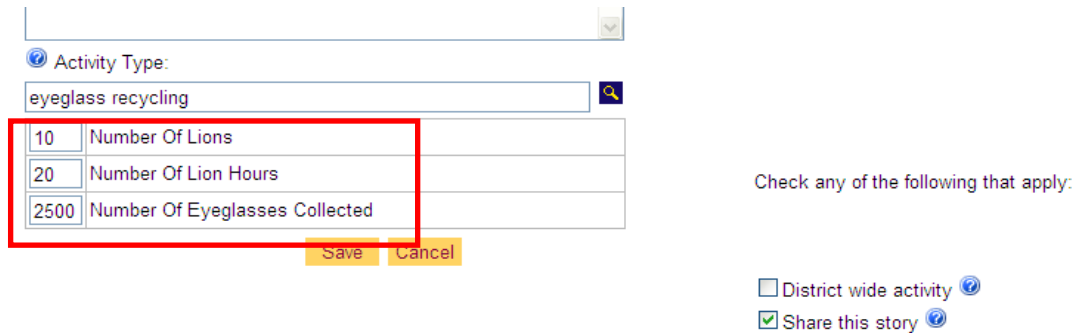 Activity Type:
eyeglass recycling
10 Number Of Lions
20 Number Of Lion Hours
2500 Number Of Eyeglasses Collected
Save Cancel
Check any of the following that apply:
District wide activity
Share this story